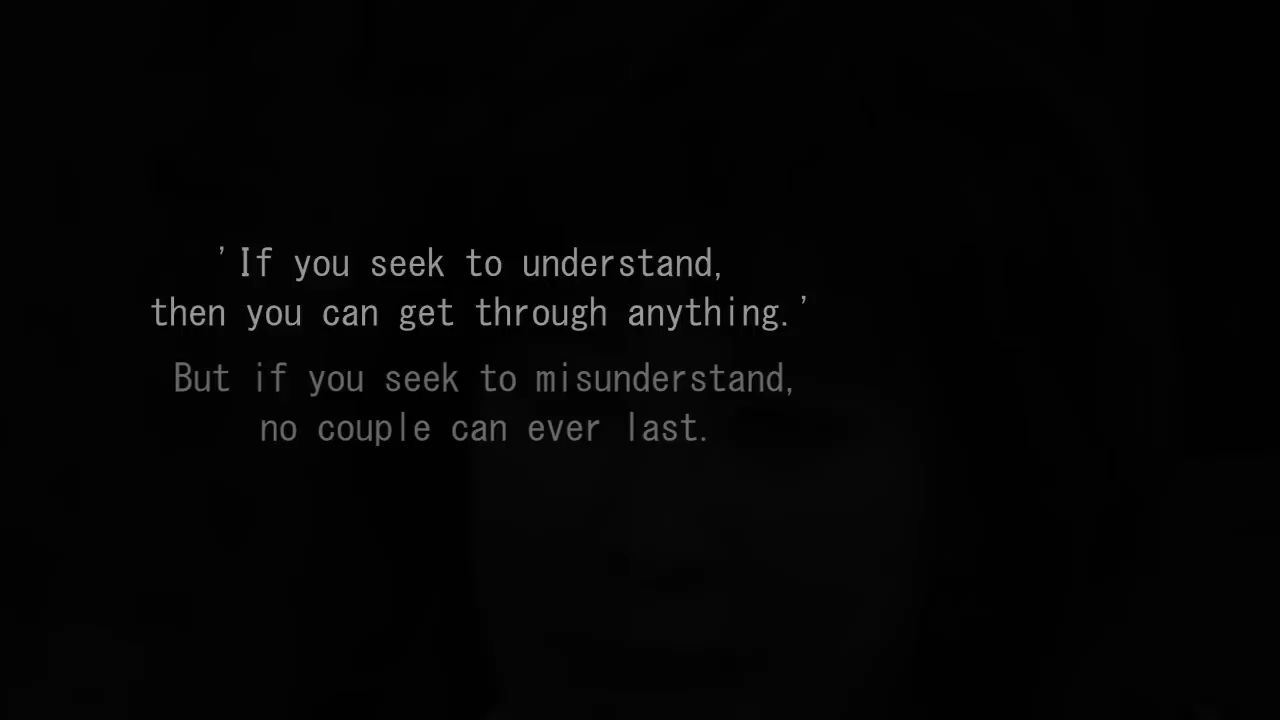 'If you seek to understand,
then you can get through anything.'
But if you seek to misunderstand,
no couple can ever last.